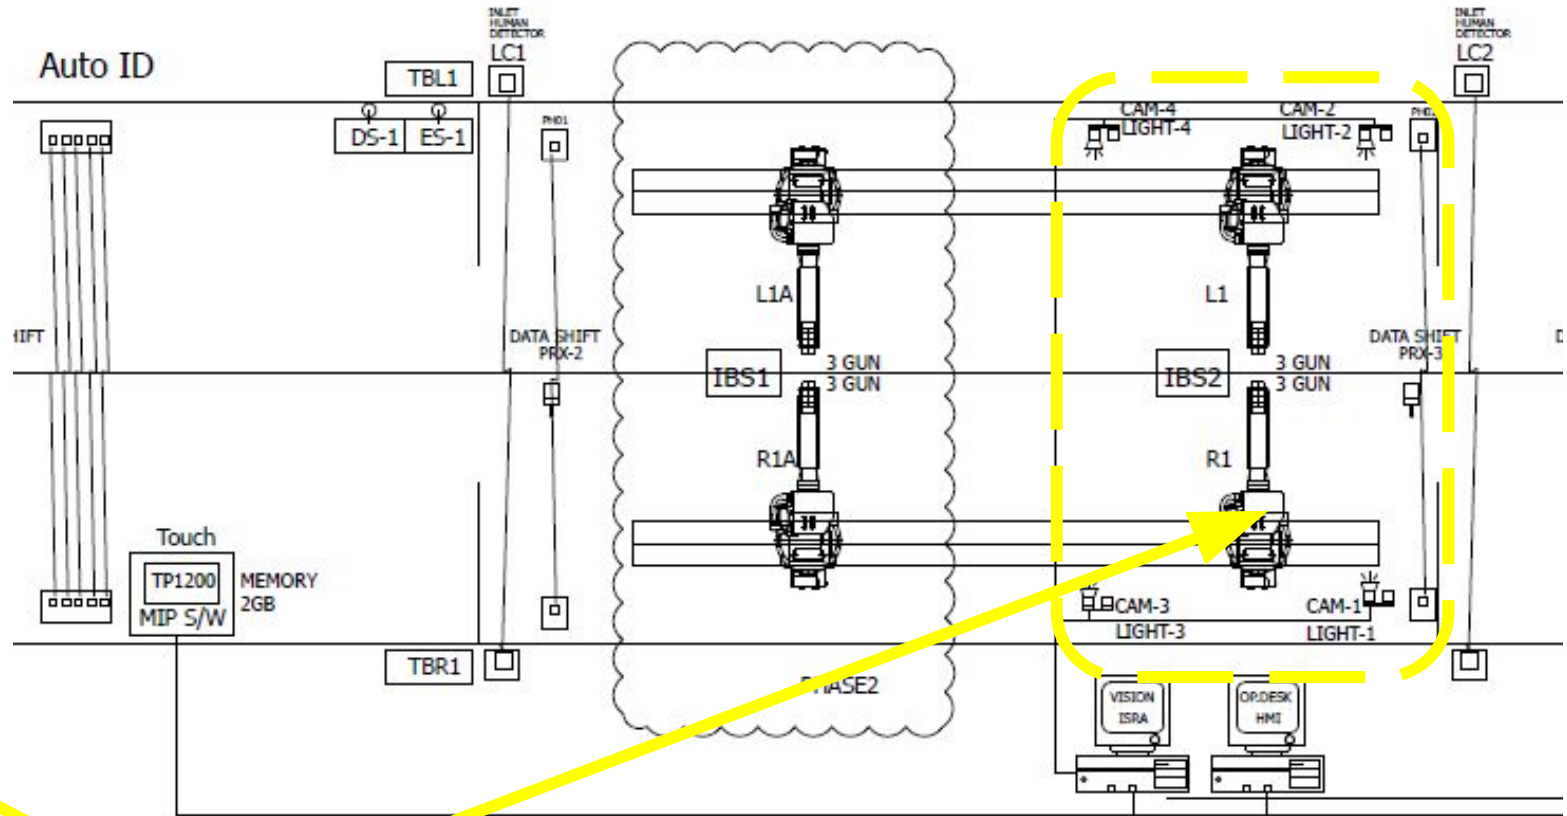 INLET
HUMAN
DETECTOR
LC1
INLET
HUMAN
DETECTOR
LC2
Auto ID
TBL1
DS-1
ES-1
PH01
CAM-4
LIGHT-4
CAM-2
LIGHT-2
L1A
L1
HIFT
DATA SHIFT
PRX-2
DATA SHIFT
PRX-3
D
IBS1
3 GUN
3 GUN
IBS2
3 GUN
3 GUN
R1A
R1
Touch
TP1200
MIP S/W
MEMORY
2GB
CAM-3
LIGHT-3
CAM-1
LIGHT-1
TBR1
PHASE2
VISION
ISRA
OP.DESK
HMI